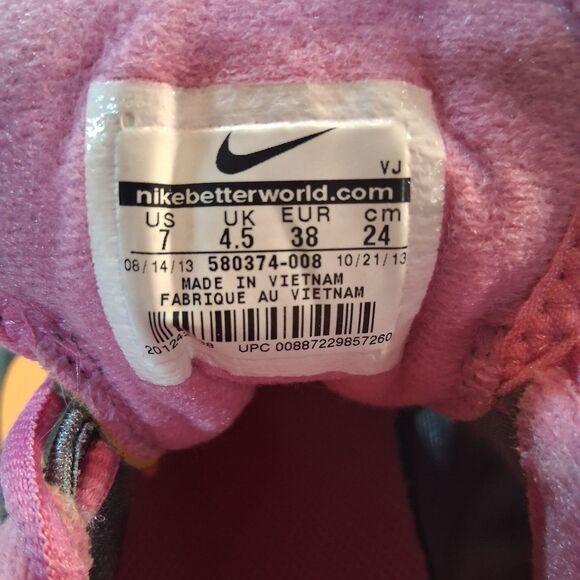 VJ
nikebetterworld.com
US UK EUR cm
7 4.5 38 24
08/14/13 580374-008 10/21/13
MADE IN VIETNAM
FABRIQUE AU VIETNAM
UPC 00887229857260